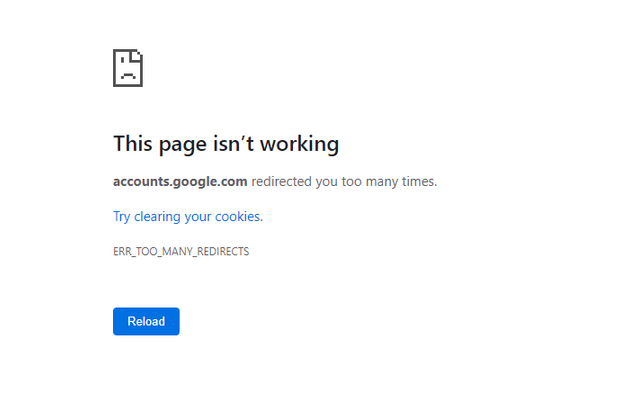 This page isn’t working
accounts.google.com redirected you too many times.
Try clearing your cookies.
ERR_TOO_MANY_REDIRECTS
Reload